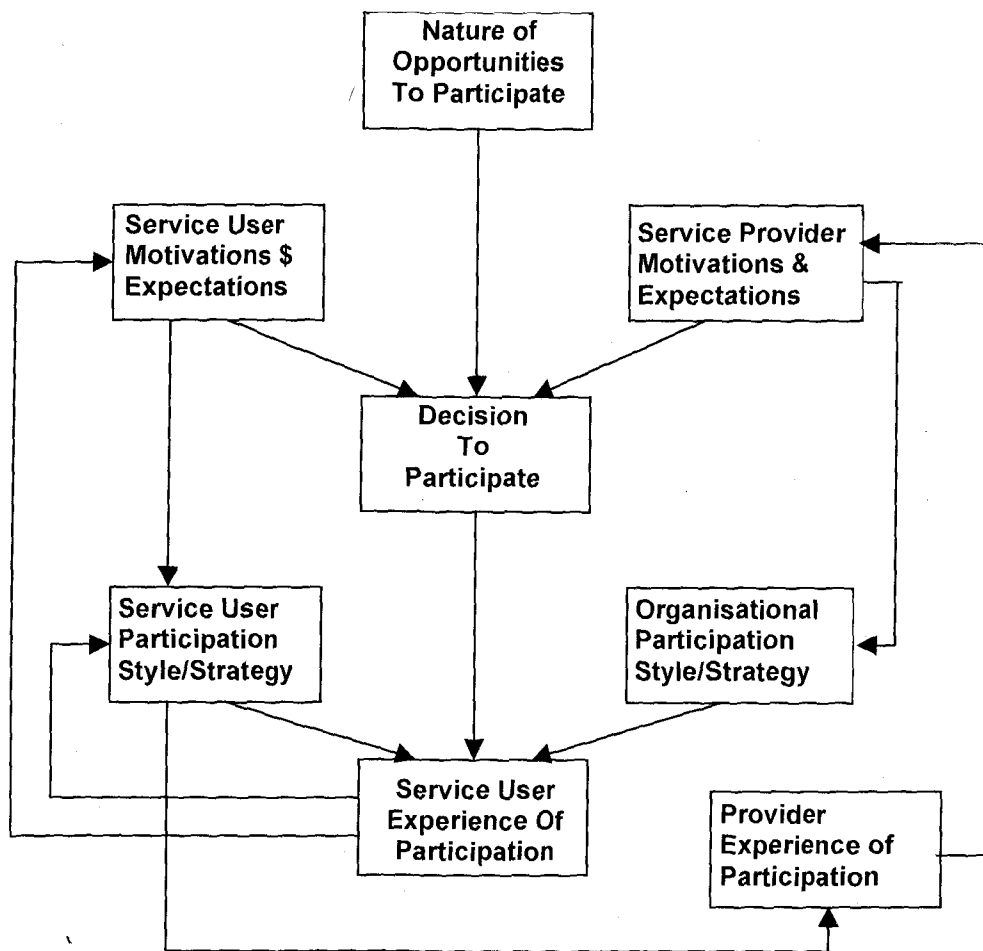 Nature of
Opportunities
To Participate
Service User
Motivations $
Expectations
Service Provider
Motivations &
Expectations
Decision
To
Participate
Service User
Participation
Style/Strategy
Organisational
Participation
Style/Strategy
Service User
Experience Of
Participation
Provider
Experience of
Participation